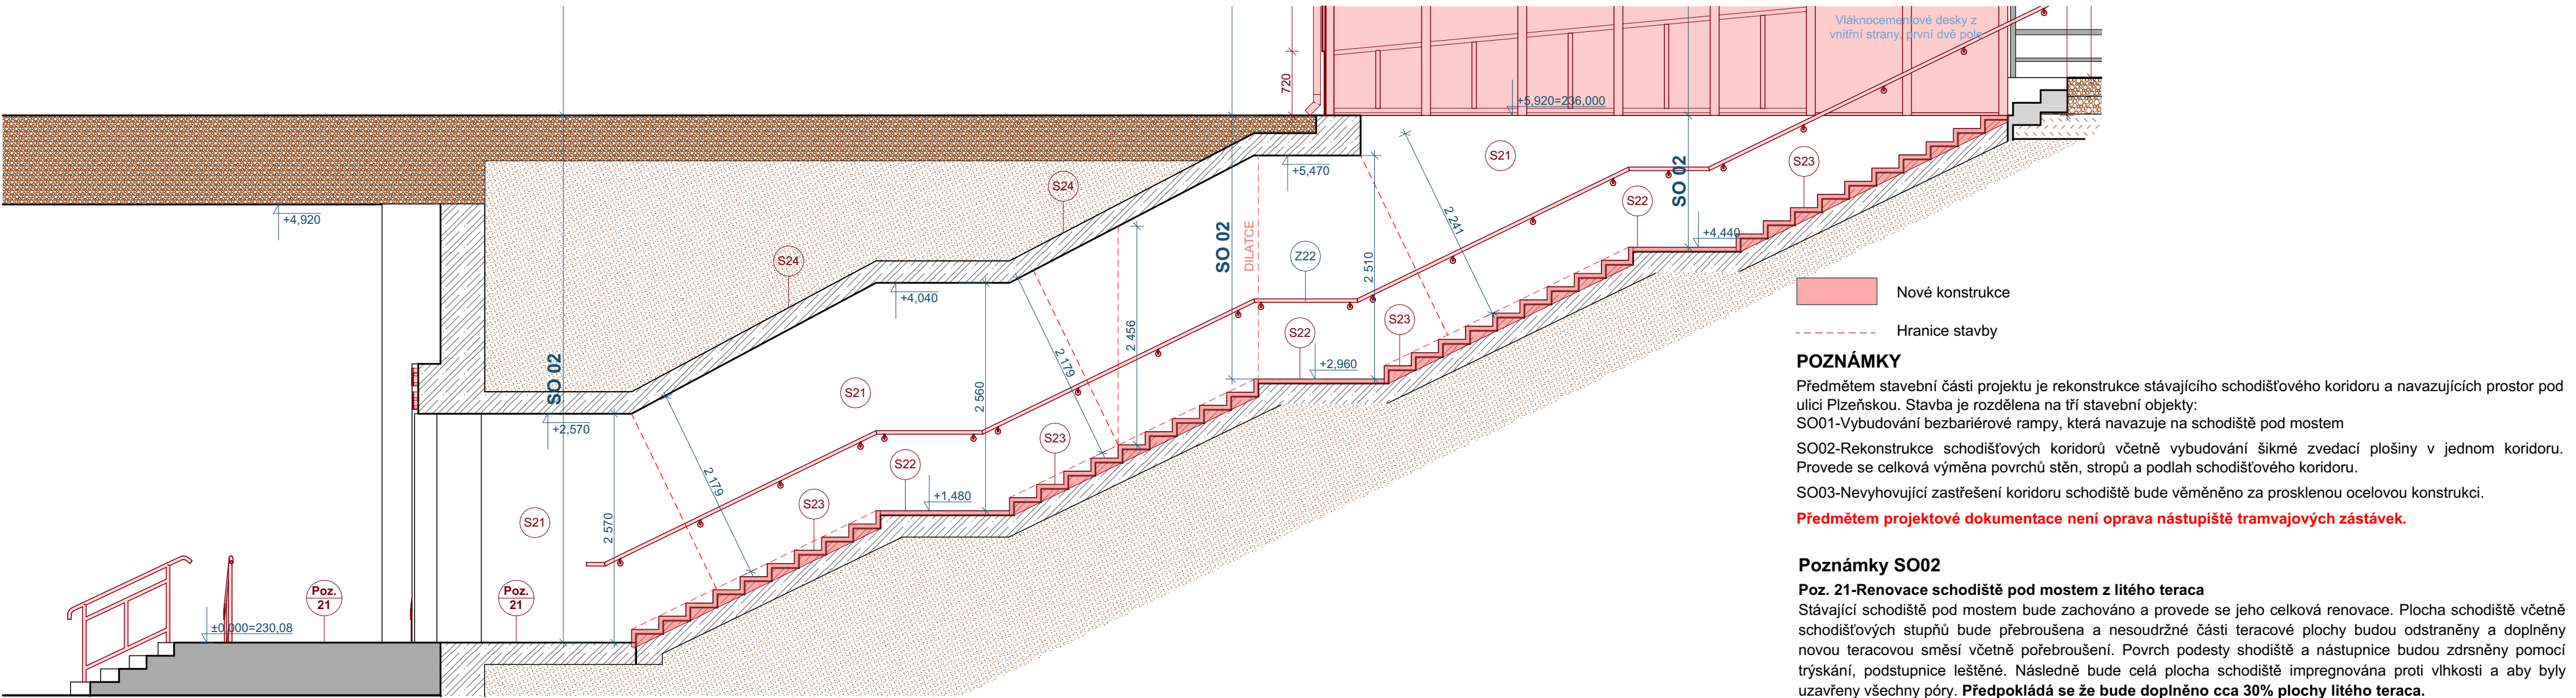 Vláknocementové desky z
vnitřní strany, první dvě pole
720
+5,920=236,000
S21
S23
SO 02
+5,470
S24
+4,920
2 241
S22
+4,440
SO 02
DILATCE
Z22
2 510
S24
+4,040
2 456
S22
S23
+2,960
2 179
2 560
S21
SO 02
+2,570
S23
S22
+1,480
2 179
S23
2 570
S21
Poz.
21
Poz.
21
±0,000=230,08
Nové konstrukce
Hranice stavby
POZNÁMKY
Předmětem stavební části projektu je rekonstrukce stávajícího schodišťového koridoru a navazujících prostor pod
ulici Plzeňskou. Stavba je rozdělena na tří stavební objekty:
SO01-Vybudování bezbariérové rampy, která navazuje na schodiště pod mostem
SO02-Rekonstrukce schodišťových koridorů včetně vybudování šikmé zvedací plošiny v jednom koridoru.
Provede se celková výměna povrchů stěn, stropů a podlah schodišťového koridoru.
SO03-Nevyhovující zastřešení koridoru schodiště bude věměněno za prosklenou ocelovou konstrukci.
Předmětem projektové dokumentace není oprava nástupiště tramvajových zástávek.
Poznámky SO02
Poz. 21-Renovace schodiště pod mostem z litého teraca
Stávající schodiště pod mostem bude zachováno a provede se jeho celková renovace. Plocha schodiště včetně
schodišťových stupňů bude přebroušena a nesoudržné části teracové plochy budou odstraněny a doplněny
novou teracovou směsí včetně pořebroušení. Povrch podesty shodiště a nástupnice budou zdrsněny pomocí
trýskání, podstupnice leštěné. Následně bude celá plocha schodiště impregnována proti vlhkosti a aby byly
uzavřeny všechny póry. Předpokládá se že bude doplněno cca 30% plochy litého teraca.